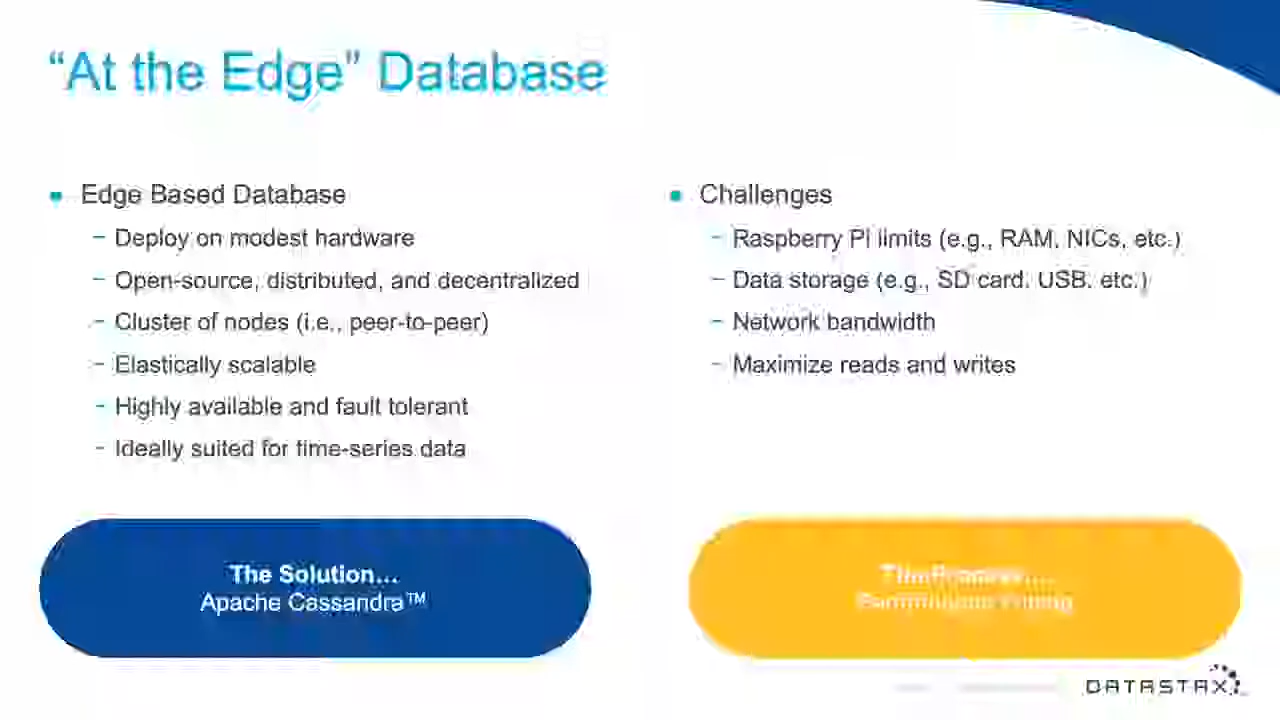 “At the Edge” Database
Edge Based Database
– Deploy on modest hardware
– Open-source, distributed, and decentralized
– Cluster of nodes (i.e., peer-to-peer)
– Elastically scalable
– Highly available and fault tolerant
– Ideally suited for time-series data
The Solution…
Apache Cassandra™
Challenges
– Raspberry PI limits (e.g., RAM, NICs, etc.)
– Data storage (e.g., SD card, USB, etc.)
– Network bandwidth
– Maximize reads and writes
The Process…
DATASTAX